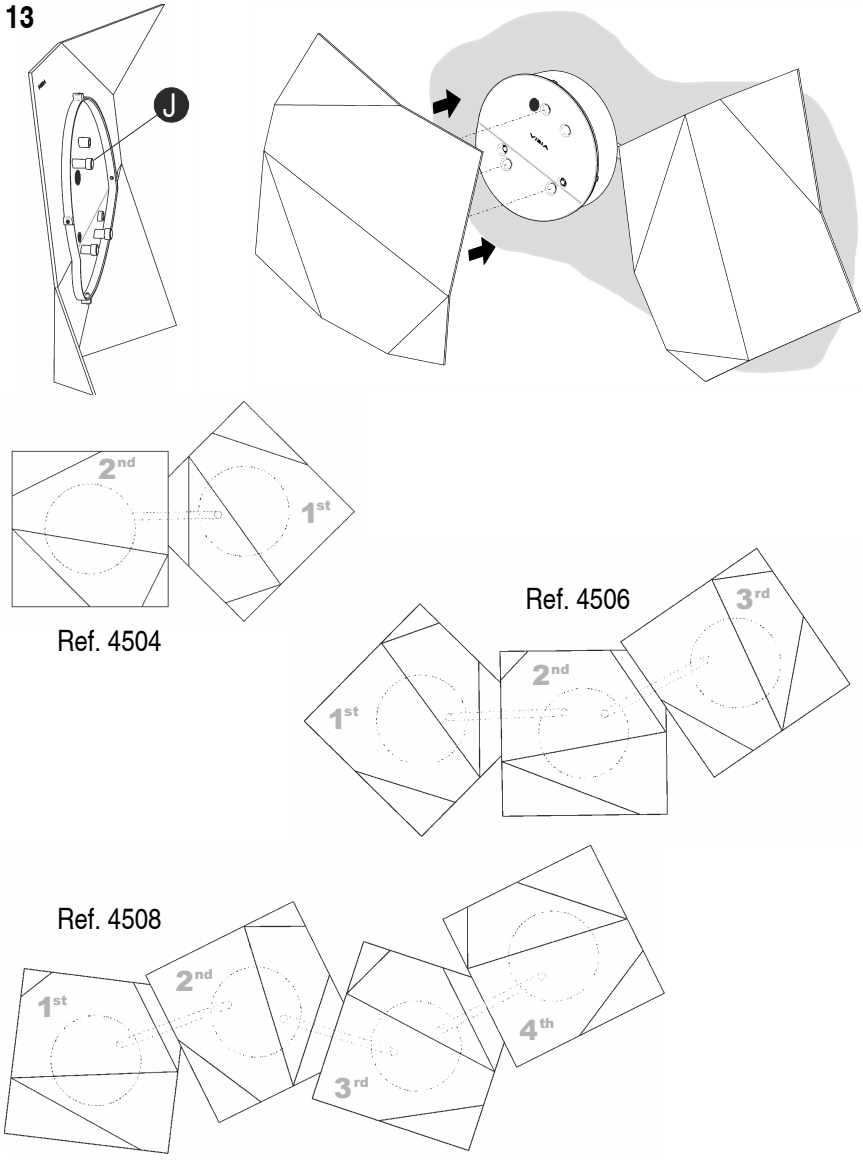 13
J
VISIA
2nd
1st
Ref. 4504
Ref. 4506
3rd
2nd
1st
Ref. 4508
2nd
1st
4th
3rd